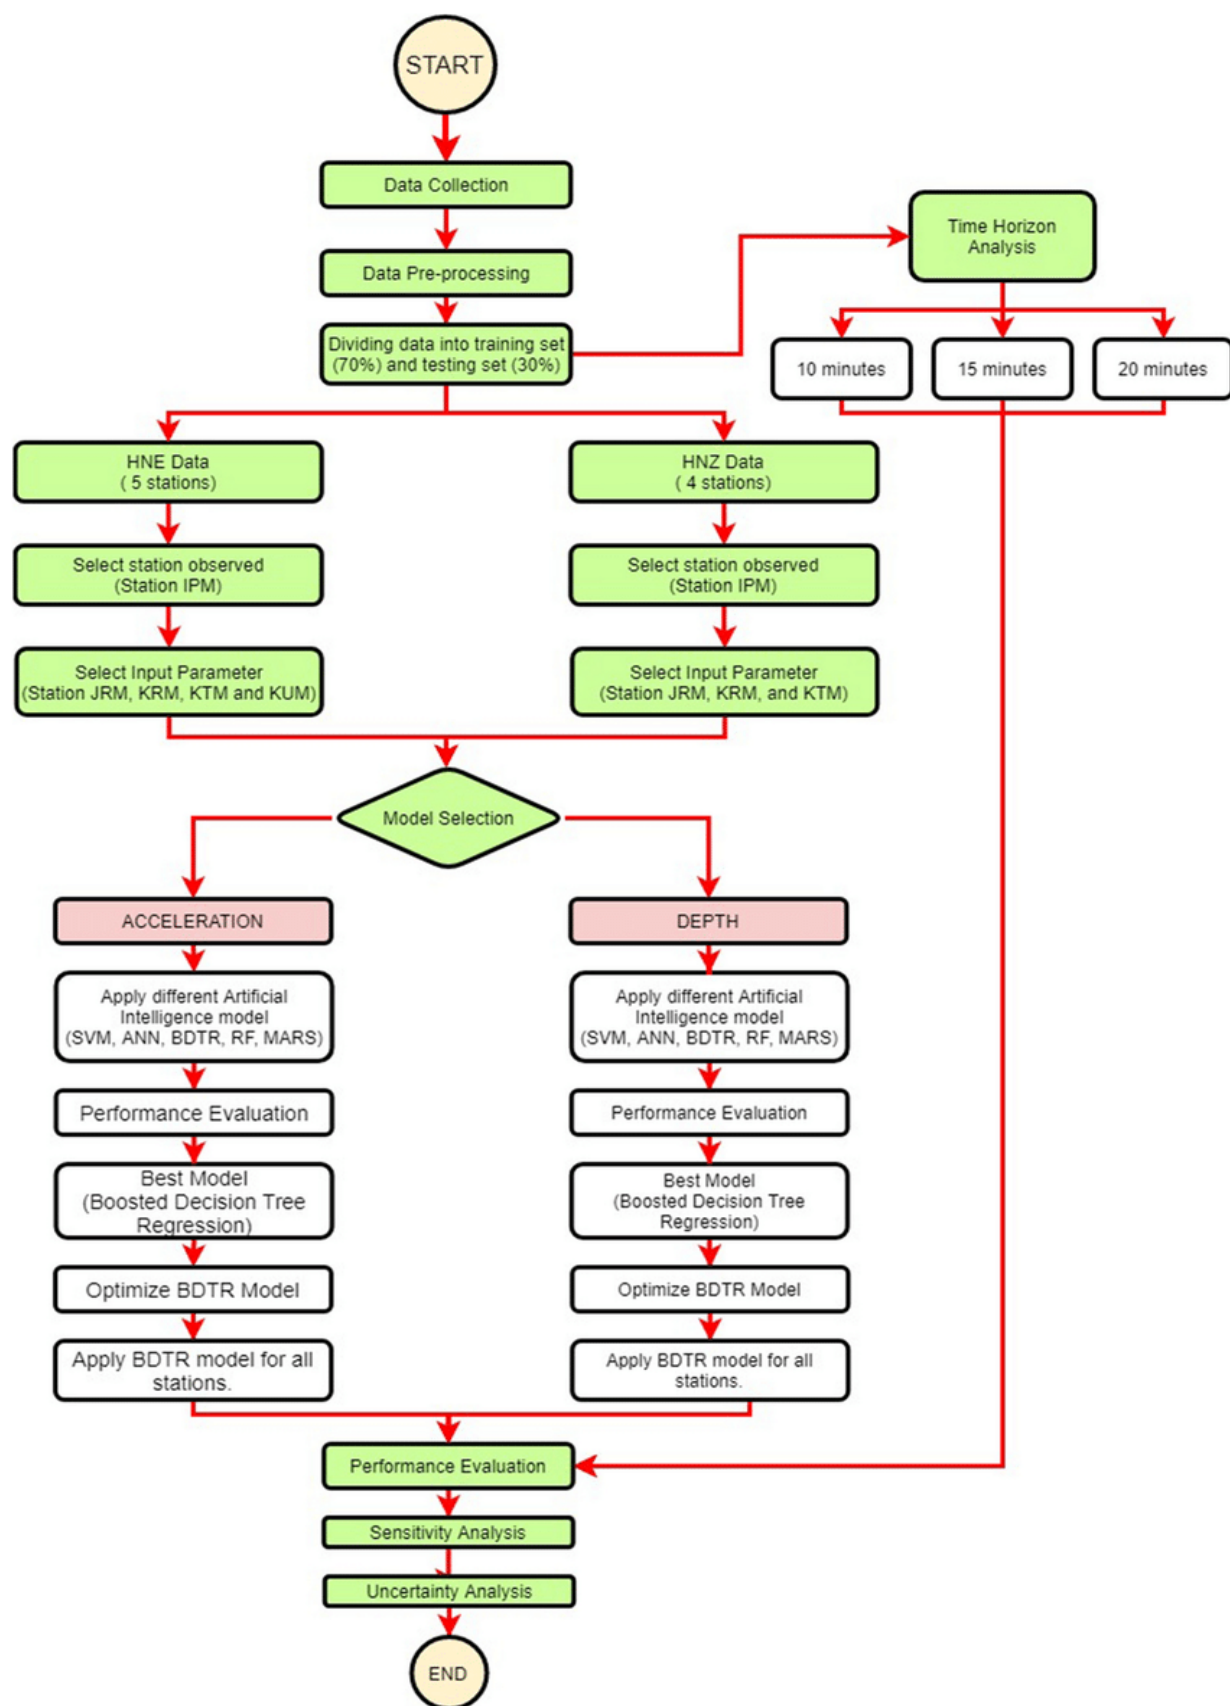 START
Data Collection
Data Pre-processing
Dividing data into training set
(70%) and testing set (30%)
Time Horizon
Analysis
10 minutes
15 minutes
20 minutes
HNE Data
( 5 stations)
HNZ Data
( 4 stations)
Select station observed
(Station IPM)
Select station observed
(Station IPM)
Select Input Parameter
(Station JRM, KRM, KTM and KUM)
Select Input Parameter
(Station JRM, KRM, and KTM)
Model Selection
ACCELERATION
DEPTH
Apply different Artificial
Intelligence model
(SVM, ANN, BDTR, RF, MARS)
Apply different Artificial
Intelligence model
(SVM, ANN, BDTR, RF, MARS)
Performance Evaluation
Performance Evaluation
Best Model
(Boosted Decision Tree
Regression)
Best Model
(Boosted Decision Tree
Regression)
Optimize BDTR Model
Optimize BDTR Model
Apply BDTR model for all
stations.
Apply BDTR model for all
stations.
Performance Evaluation
Sensitivity Analysis
Uncertainty Analysis
END